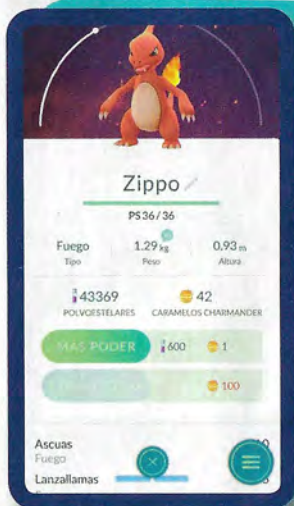 Zippo
PS 36 / 36
Fuego 1.29 kg 0.93 m
Tipo Peso Altura
43369 42
POLVOESTELARES CARAMELOS CHARMANDER
MÁS PODER 600 1
100
Ascuas
Fuego
Lanzallamas